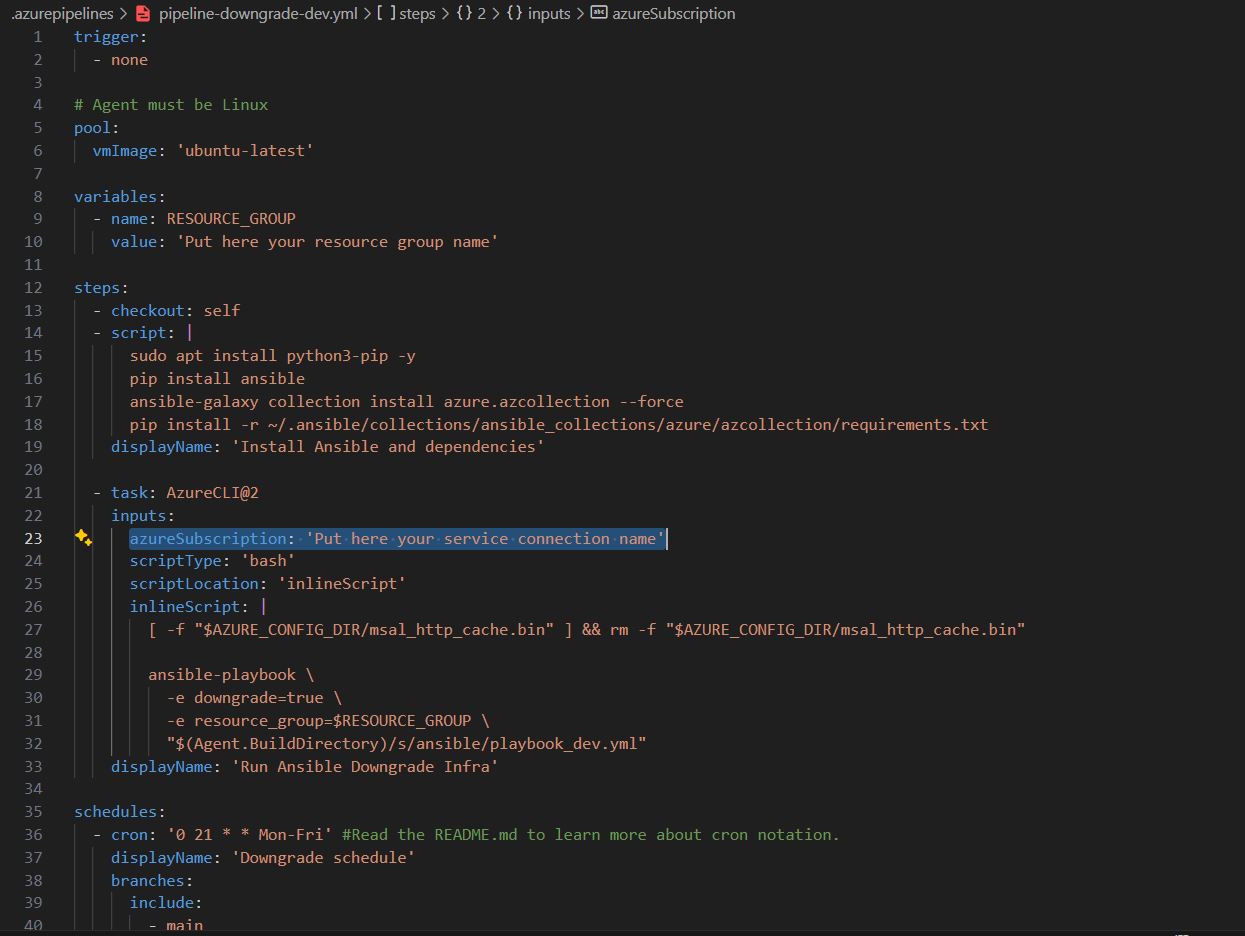 .azurepipelines > pipeline-downgrade-dev.yml > [ ] steps > {} 2 > {} inputs > abc azureSubscription
1 trigger:
2   - none
3
4 # Agent must be Linux
5 pool:
6   vmImage: 'ubuntu-latest'
7
8 variables:
9   - name: RESOURCE_GROUP
10     value: 'Put here your resource group name'
11
12 steps:
13   - checkout: self
14   - script: |
15       sudo apt install python3-pip -y
16       pip install ansible
17       ansible-galaxy collection install azure.azcollection --force
18       pip install -r ~/.ansible/collections/ansible_collections/azure/azcollection/requirements.txt
19     displayName: 'Install Ansible and dependencies'
20
21   - task: AzureCLI@2
22     inputs:
23       azureSubscription: 'Put here your service connection name'
24       scriptType: 'bash'
25       scriptLocation: 'inlineScript'
26       inlineScript: |
27         [ -f "$AZURE_CONFIG_DIR/msal_http_cache.bin" ] && rm -f "$AZURE_CONFIG_DIR/msal_http_cache.bin"
28
29         ansible-playbook \
30           -e downgrade=true \
31           -e resource_group=$RESOURCE_GROUP \
32           "$(Agent.BuildDirectory)/s/ansible/playbook_dev.yml"
33     displayName: 'Run Ansible Downgrade Infra'
34
35 schedules:
36   - cron: '0 21 * * Mon-Fri' #Read the README.md to learn more about cron notation.
37     displayName: 'Downgrade schedule'
38     branches:
39       include:
40         - main